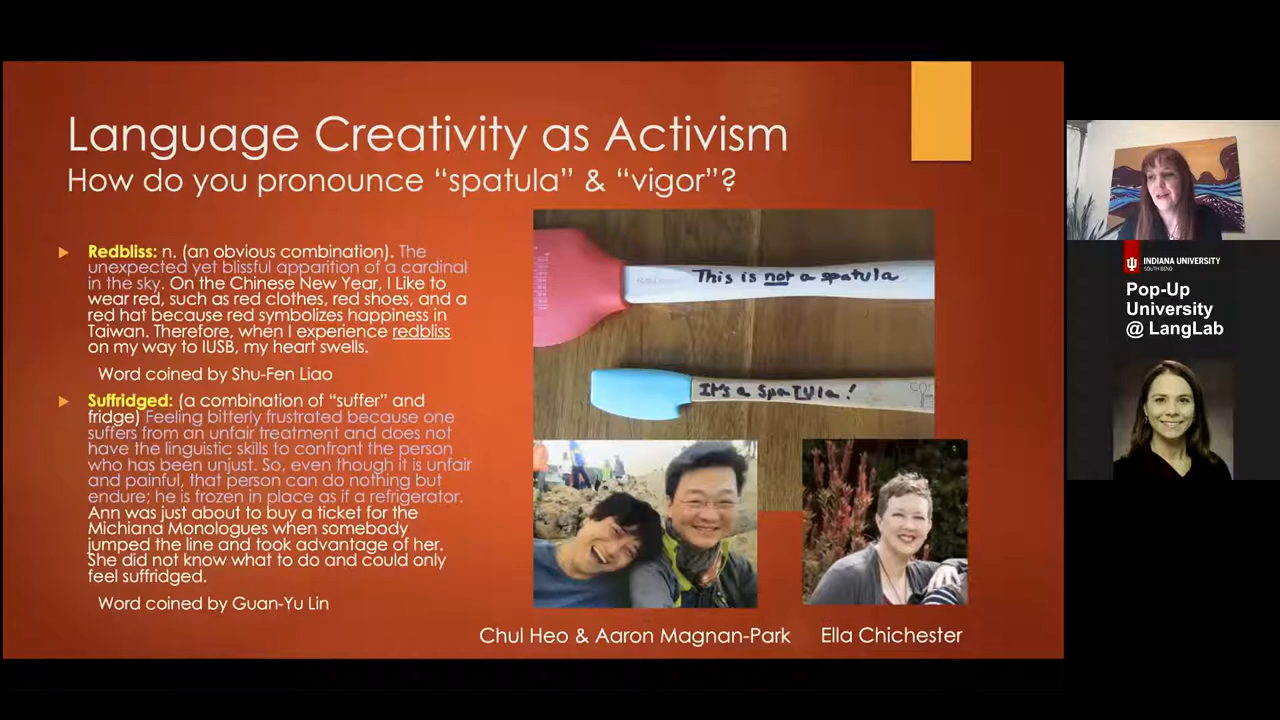 Language Creativity as Activism
How do you pronounce “spatula” & “vigor”?
Redbliss: n. (an obvious combination). The
unexpected yet blissful apparition of a cardinal
in the sky. On the Chinese New Year, I Like to
wear red, such as red clothes, red shoes, and a
red hat because red symbolizes happiness in
Taiwan. Therefore, when I experience redbliss
on my way to IUSB, my heart swells.
Word coined by Shu-Fen Liao
Suffridged: (a combination of “suffer” and
fridge) Feeling bitterly frustrated because one
suffers from an unfair treatment and does not
have the linguistic skills to confront the person
who has been unjust. So, even though it is unfair
and painful, that person can do nothing but
endure; he is frozen in place as if a refrigerator.
Ann was just about to buy a ticket for the
Michiana Monologues when somebody
jumped the line and took advantage of her.
She did not know what to do and could only
feel suffridged.
Word coined by Guan-Yu Lin
This is not a spatula
It's a SpaTUla!
Chul Heo & Aaron Magnan-Park
Ella Chichester
INDIANA UNIVERSITY
SOUTH BEND
Pop-Up
University
@ LangLab